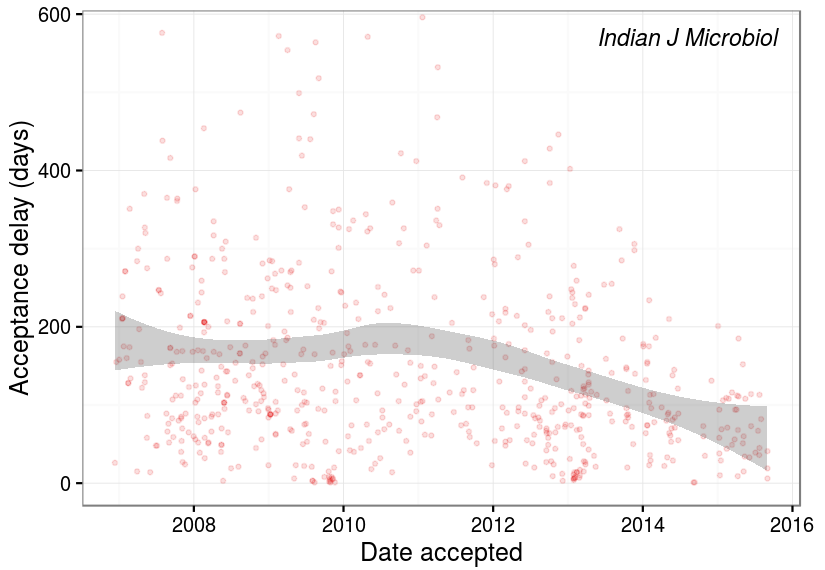 Indian J Microbiol
Acceptance delay (days)
600
400
200
0
2008 2010 2012 2014 2016
Date accepted